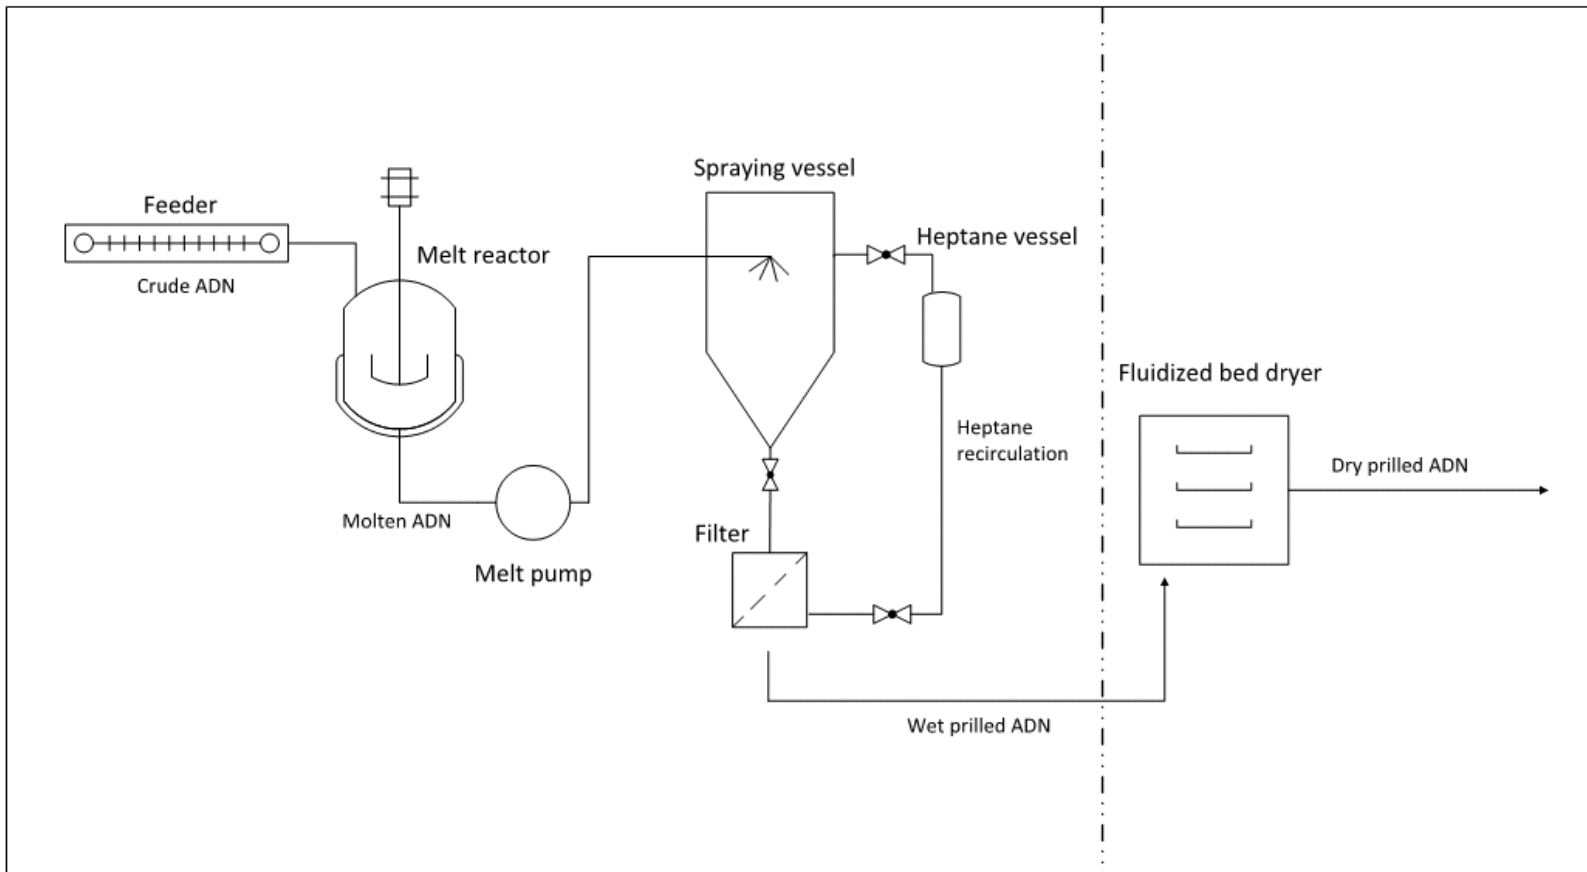 Feeder
Crude ADN
Melt reactor
Molten ADN
Melt pump
Spraying vessel
Heptane vessel
Heptane
recirculation
Filter
Wet prilled ADN
Fluidized bed dryer
Dry prilled ADN